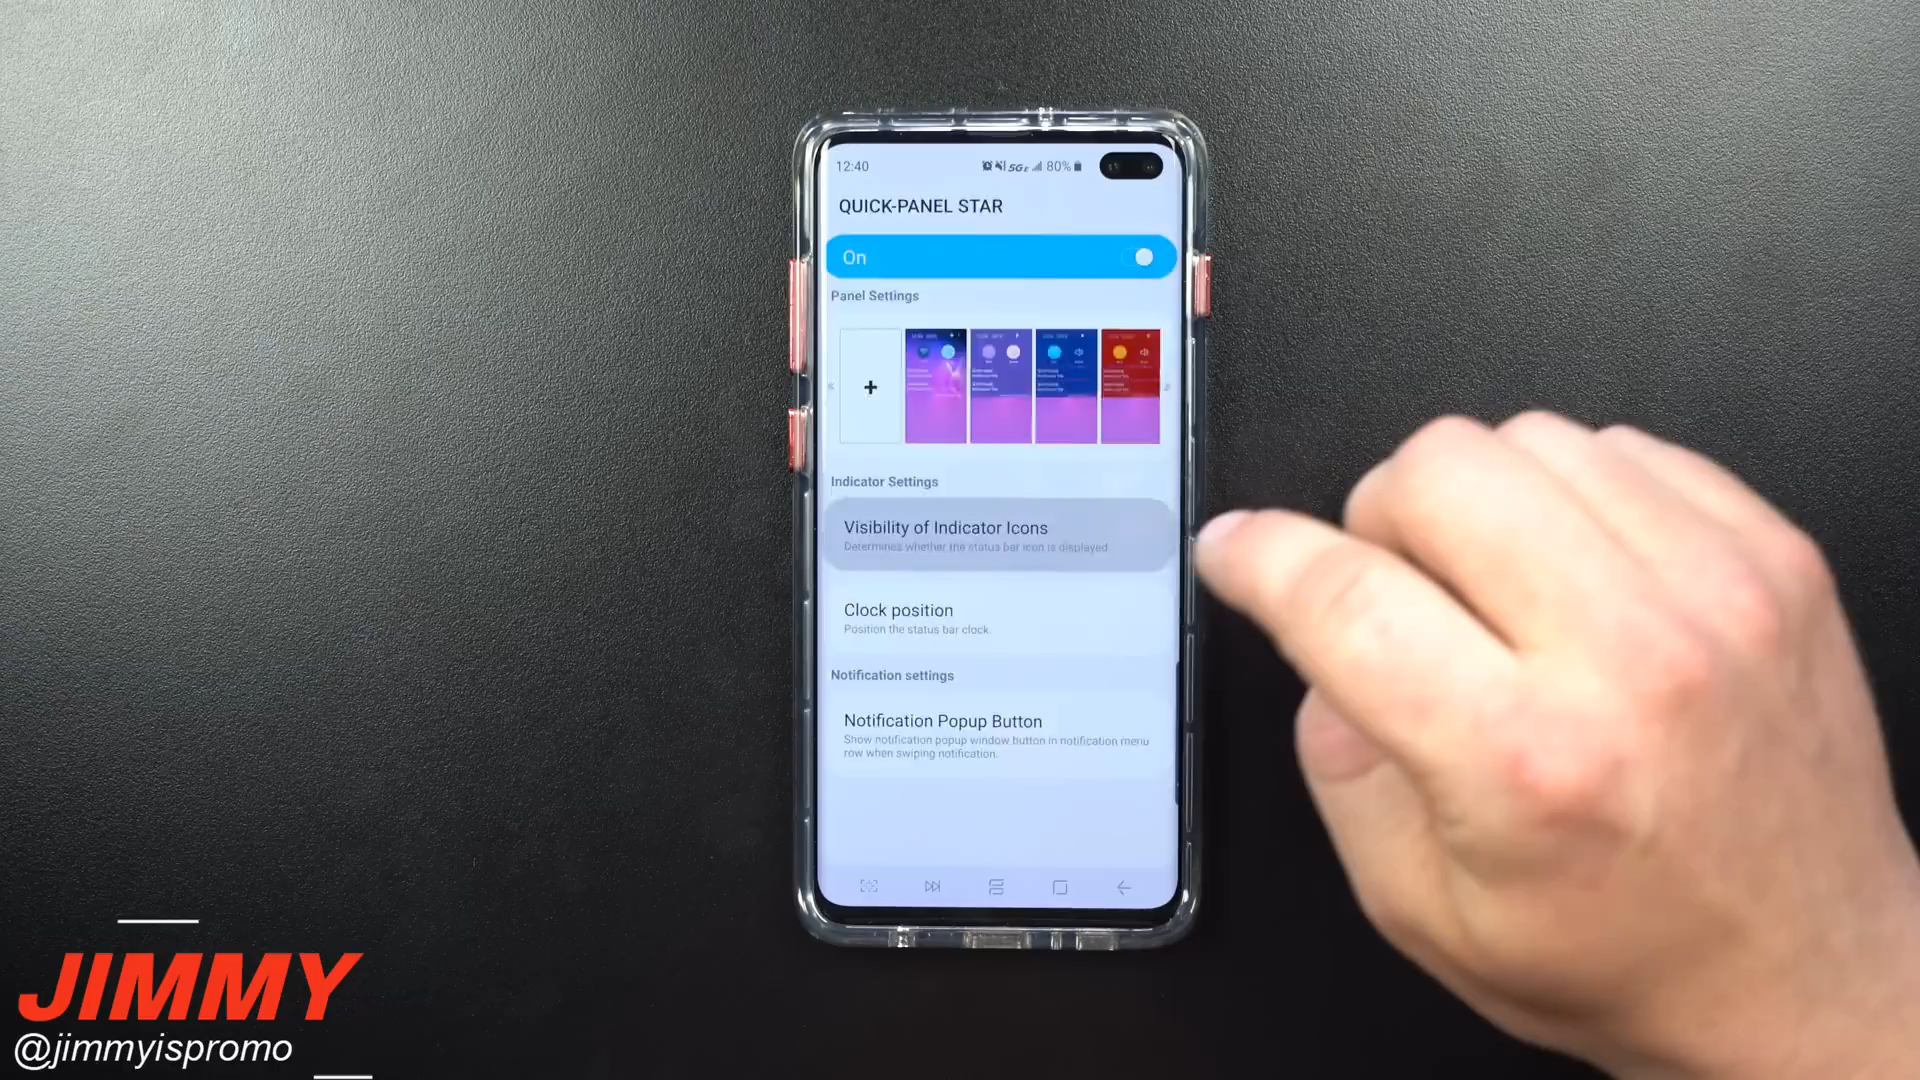 12:40
5GE 80%
QUICK-PANEL STAR
On
Panel Settings
+
Indicator Settings
Visibility of Indicator Icons
Determines whether the status bar icon is displayed.
Clock position
Position the status bar clock.
Notification settings
Notification Popup Button
Show notification popup window button in notification menu
row when swiping notification.
JIMMY
@jimmyispromo